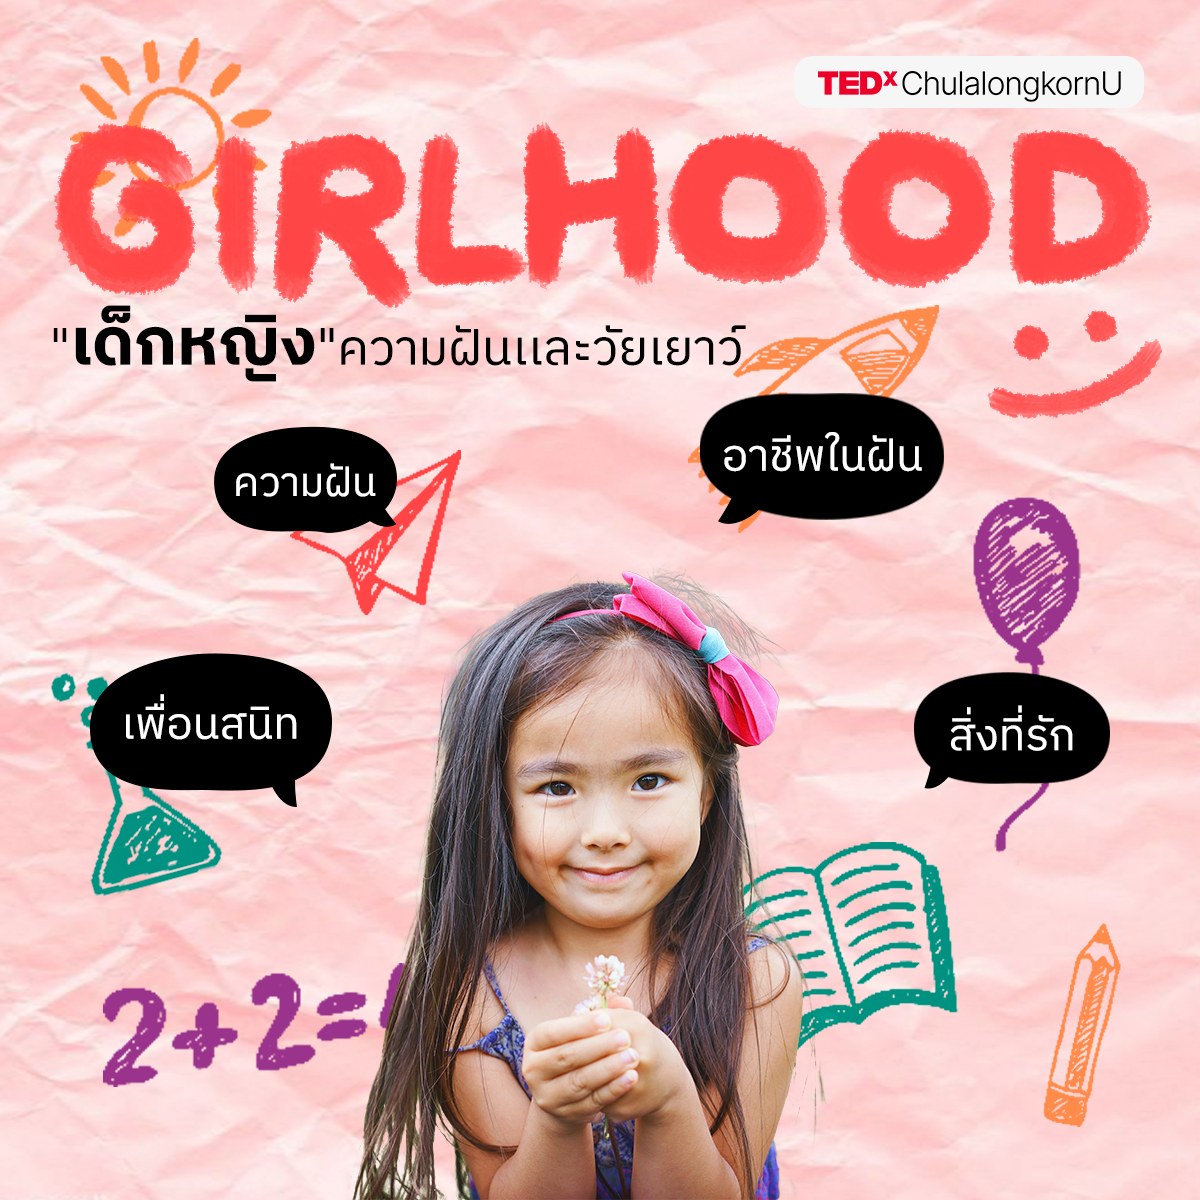 TEDxChulalongkornU
GIRLHOOD
"เด็กหญิง"ความฝันและวัยเยาว์
ความฝัน
อาชีพในฝัน
เพื่อนสนิท
สิ่งที่รัก
2+2=